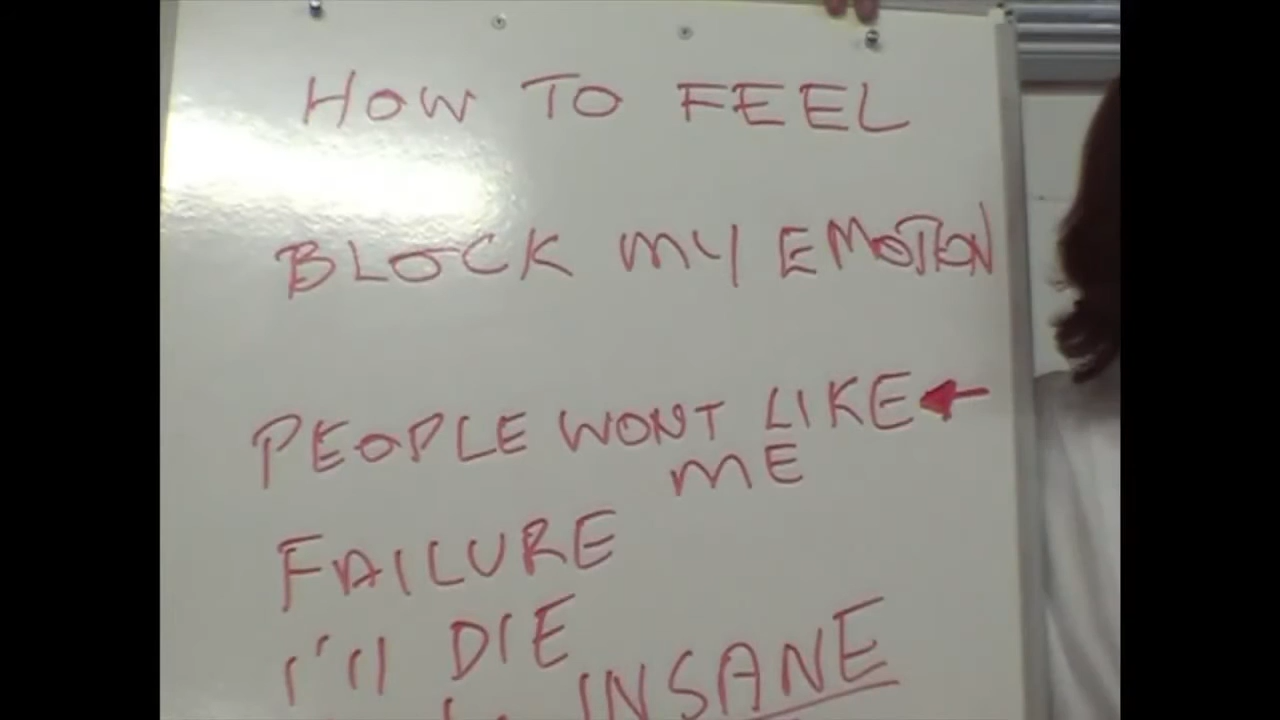 HOW TO FEEL
BLOCK MY EMOTION
PEOPLE WONT LIKE
ME
FAILURE
I'll DIE
INSANE